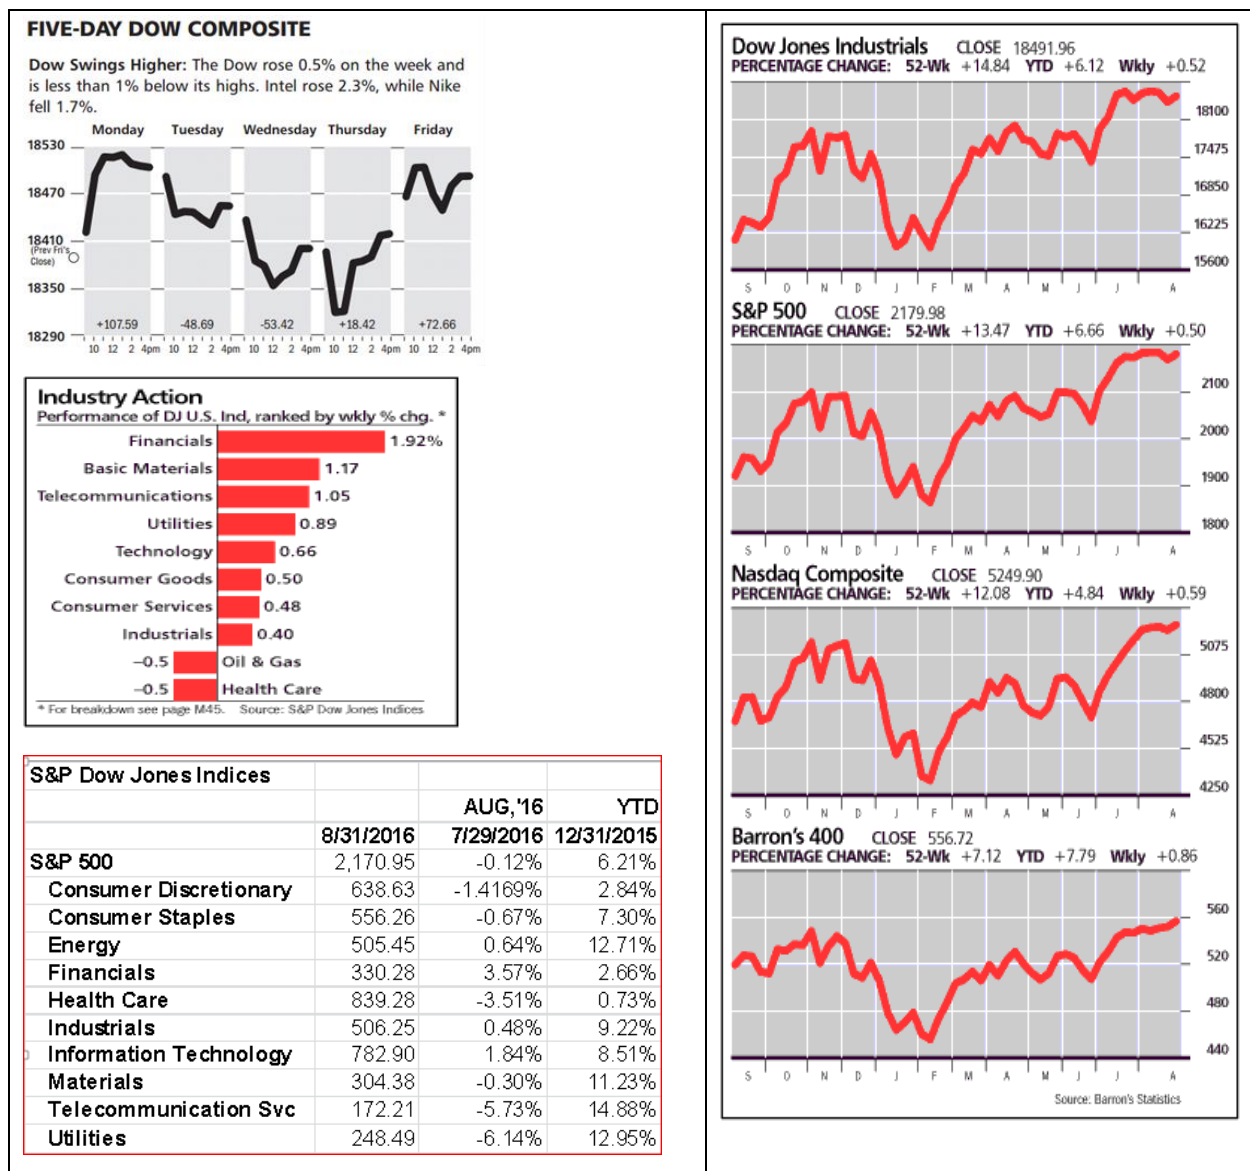 FIVE-DAY DOW COMPOSITE
Dow Swings Higher: The Dow rose 0.5% on the week and
is less than 1% below its highs. Intel rose 2.3%, while Nike
fell 1.7%.
Monday Tuesday Wednesday Thursday Friday
18530
18470
18410
(Prev Fri's
Close)
18350
+107.59 -48.69 -53.42 +18.42 +72.66
18290
10 12 2 4pm 10 12 2 4pm 10 12 2 4pm 10 12 2 4pm 10 12 2 4pm
Industry Action
Performance of DJ U.S. Ind, ranked by wkly % chg. *
Financials 1.92%
Basic Materials 1.17
Telecommunications 1.05
Utilities 0.89
Technology 0.66
Consumer Goods 0.50
Consumer Services 0.48
Industrials 0.40
−0.5 Oil & Gas
−0.5 Health Care
* For breakdown see page M45. Source: S&P Dow Jones Indices
S&P Dow Jones Indices
AUG,'16 YTD
8/31/2016 7/29/2016 12/31/2015
S&P 500 2,170.95 -0.12% 6.21%
Consumer Discretionary 638.63 -1.4169% 2.84%
Consumer Staples 556.26 -0.67% 7.30%
Energy 505.45 0.64% 12.71%
Financials 330.28 3.57% 2.66%
Health Care 839.28 -3.51% 0.73%
Industrials 506.25 0.48% 9.22%
Information Technology 782.90 1.84% 8.51%
Materials 304.38 -0.30% 11.23%
Telecommunication Svc 172.21 -5.73% 14.88%
Utilities 248.49 -6.14% 12.95%
Dow Jones Industrials CLOSE 18491.96
PERCENTAGE CHANGE: 52-Wk +14.84 YTD +6.12 Wkly +0.52
18100
17475
16850
16225
15600
S O N D J F M A M J J A
S&P 500 CLOSE 2179.98
PERCENTAGE CHANGE: 52-Wk +13.47 YTD +6.66 Wkly +0.50
2100
2000
1900
1800
S O N D J F M A M J J A
Nasdaq Composite CLOSE 5249.90
PERCENTAGE CHANGE: 52-Wk +12.08 YTD +4.84 Wkly +0.59
5075
4800
4525
4250
S O N D J F M A M J J A
Barron's 400 CLOSE 556.72
PERCENTAGE CHANGE: 52-Wk +7.12 YTD +7.79 Wkly +0.86
560
520
480
440
S O N D J F M A M J J A
Source: Barron's Statistics